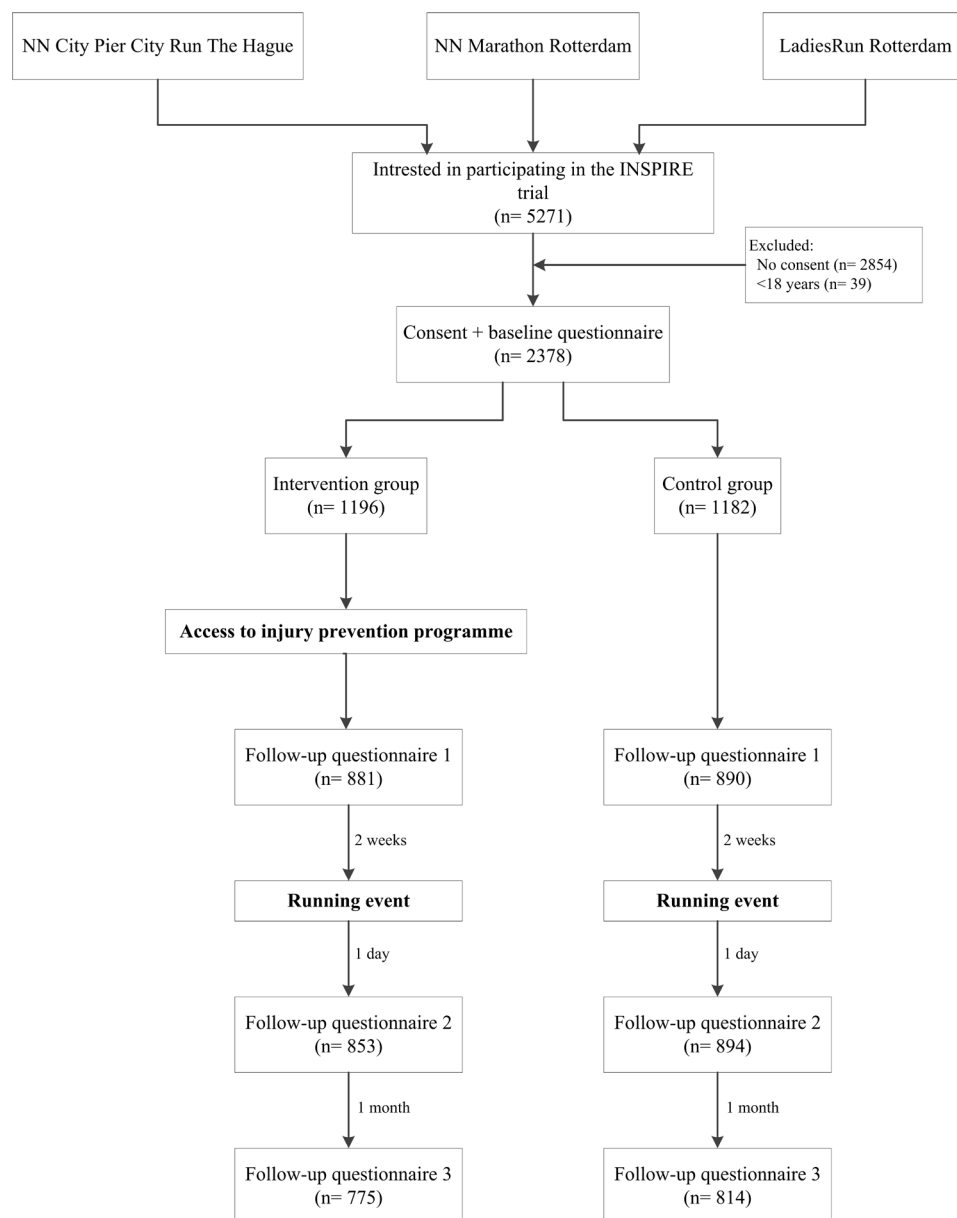 NN City Pier City Run The Hague
NN Marathon Rotterdam
LadiesRun Rotterdam
Intrested in participating in the INSPIRE
trial
(n= 5271)
Excluded:
No consent (n= 2854)
<18 years (n= 39)
Consent + baseline questionnaire
(n= 2378)
Intervention group
(n= 1196)
Control group
(n= 1182)
Access to injury prevention programme
Follow-up questionnaire 1
(n= 881)
Follow-up questionnaire 1
(n= 890)
2 weeks
2 weeks
Running event
Running event
1 day
1 day
Follow-up questionnaire 2
(n= 853)
Follow-up questionnaire 2
(n= 894)
1 month
1 month
Follow-up questionnaire 3
(n= 775)
Follow-up questionnaire 3
(n= 814)